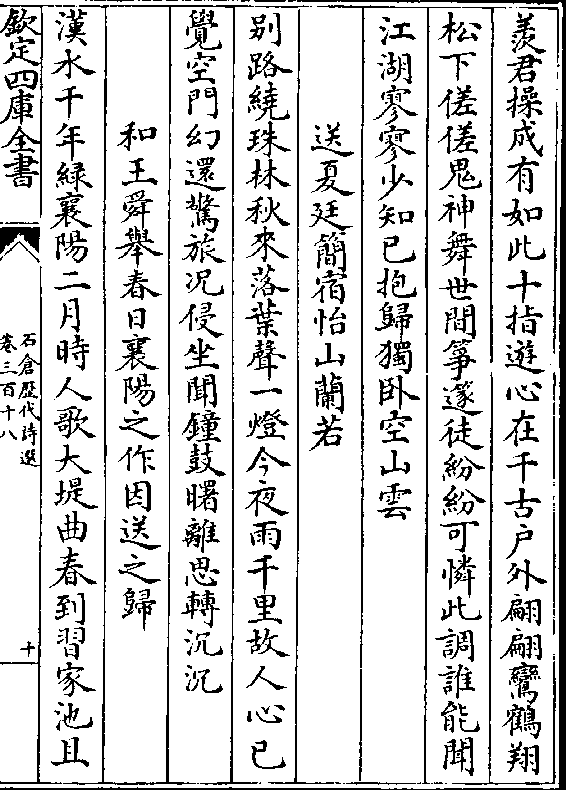 羨君操成有如此十指遊心在千古戶外翩翩鸞鶴翔
松下傞傞鬼神舞世間箏篴徒紛紛可憐此調誰能聞
江湖寥寥少知已抱歸獨卧空山雲
送夏廷簡宿怡山蘭若
别路繞珠林秋來落葉聲一燈今夜雨千里故人心已
覺空門幻還驚旅况侵坐聞鐘鼓曙離思轉沉沉
和王舜舉春日襄陽之作因送之歸
漢水千年緑襄陽二月時人歌大堤曲春到習家池且
欽定四庫全書
石倉歴代詩選
卷三百十八
十